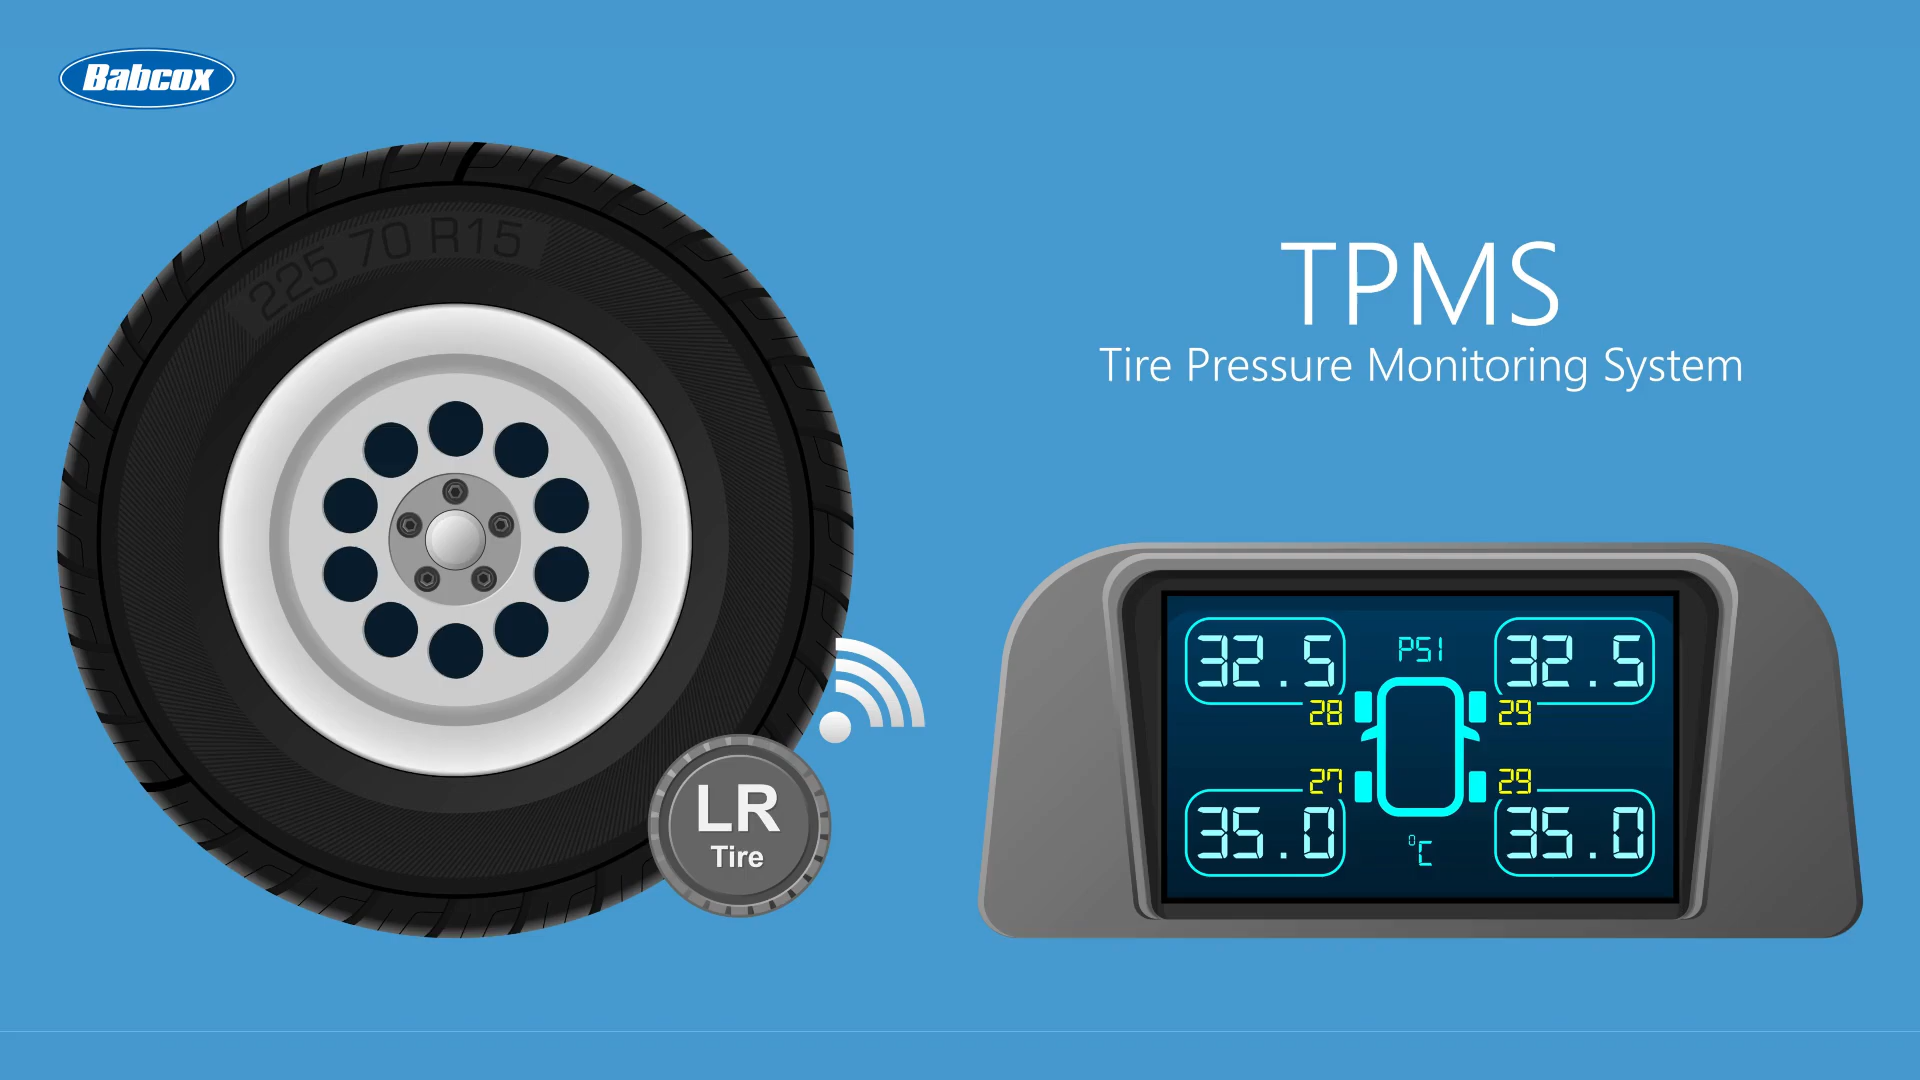 Babcox
225 70 R15
TPMS
Tire Pressure Monitoring System
LR
Tire
32.5 PSI 32.5
28 29
27 29
35.0 °C 35.0